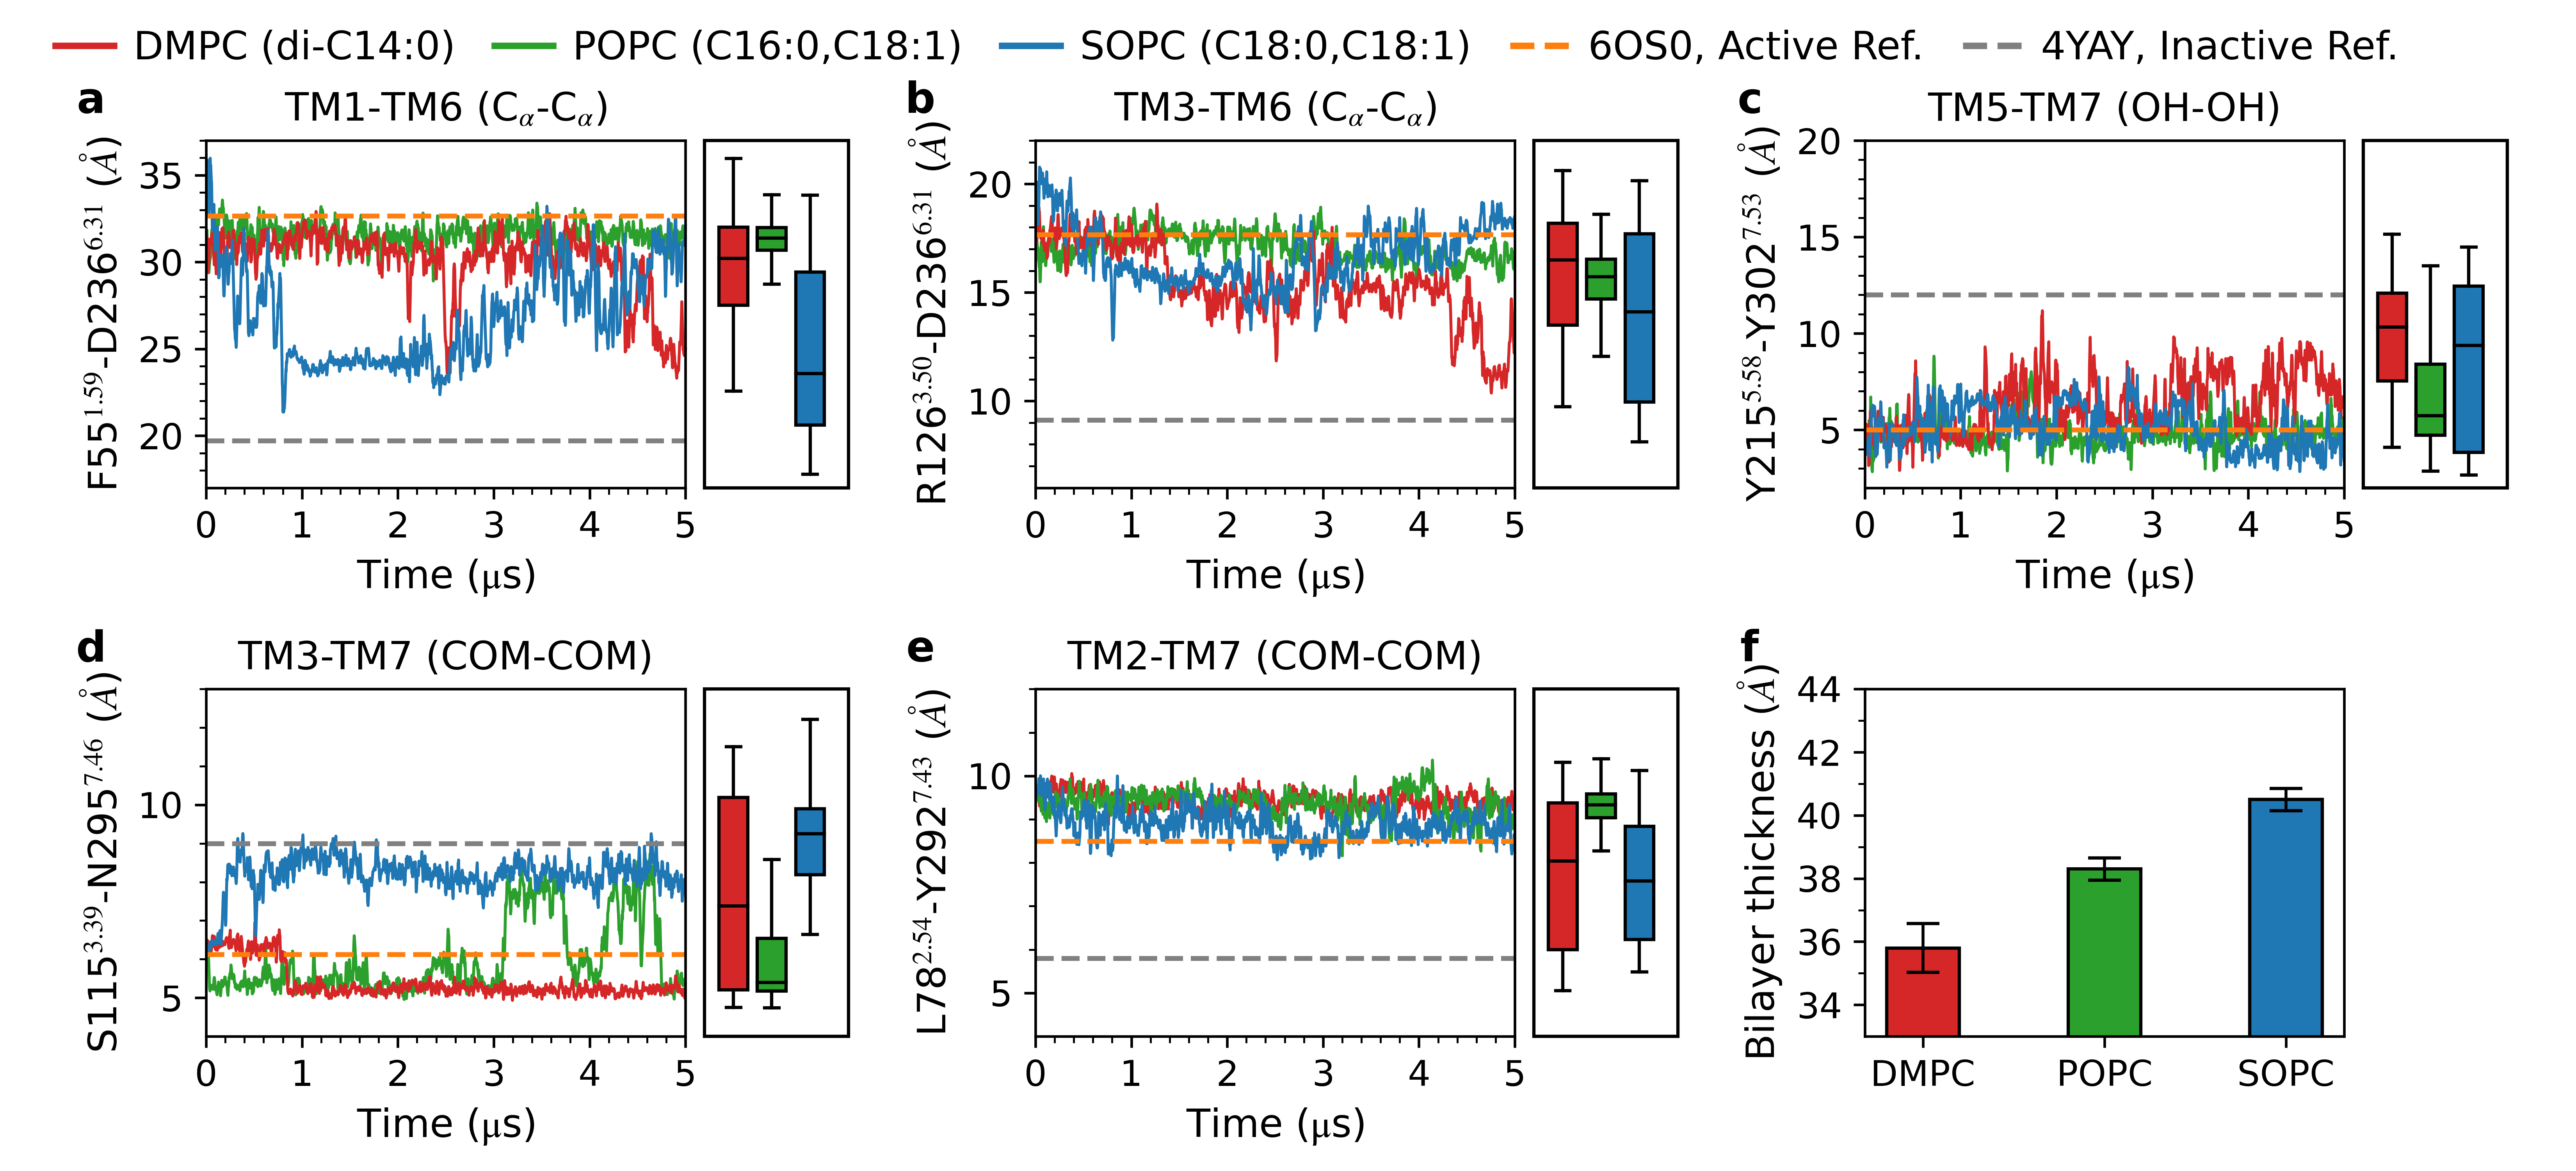 DMPC (di-C14:0) POPC (C16:0,C18:1) SOPC (C18:0,C18:1) 6OS0, Active Ref. 4YAY, Inactive Ref.
a
TM1-TM6 (Cα-Cα)
F55^1.59-D236^6.31 (Å)
35
30
25
20
0 1 2 3 4 5
Time (μs)
b
TM3-TM6 (Cα-Cα)
R126^3.50-D236^6.31 (Å)
20
15
10
0 1 2 3 4 5
Time (μs)
c
TM5-TM7 (OH-OH)
Y215^5.58-Y302^7.53 (Å)
20
15
10
5
0 1 2 3 4 5
Time (μs)
d
TM3-TM7 (COM-COM)
S115^3.39-N295^7.46 (Å)
10
5
0 1 2 3 4 5
Time (μs)
e
TM2-TM7 (COM-COM)
L78^2.54-Y292^7.43 (Å)
10
5
0 1 2 3 4 5
Time (μs)
f
Bilayer thickness (Å)
44
42
40
38
36
34
DMPC POPC SOPC